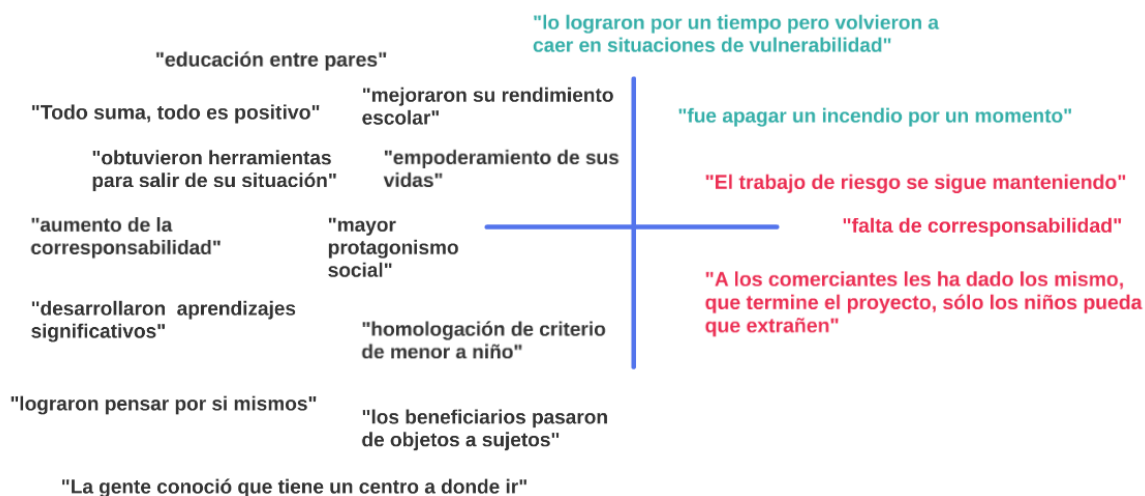 "lo lograron por un tiempo pero volvieron a
caer en situaciones de vulnerabilidad"
"educación entre pares"
"Todo suma, todo es positivo"
"mejoraron su rendimiento
escolar"
"fue apagar un incendio por un momento"
"obtuvieron herramientas
para salir de su situación"
"empoderamiento de sus
vidas"
"El trabajo de riesgo se sigue manteniendo"
"aumento de la
corresponsabilidad"
"mayor
protagonismo
social"
"falta de corresponsabilidad"
"A los comerciantes les ha dado los mismo,
que termine el proyecto, sólo los niños pueda
que extrañen"
"desarrollaron aprendizajes
significativos"
"homologación de criterio
de menor a niño"
"lograron pensar por si mismos"
"los beneficiarios pasaron
de objetos a sujetos"
"La gente conoció que tiene un centro a donde ir"